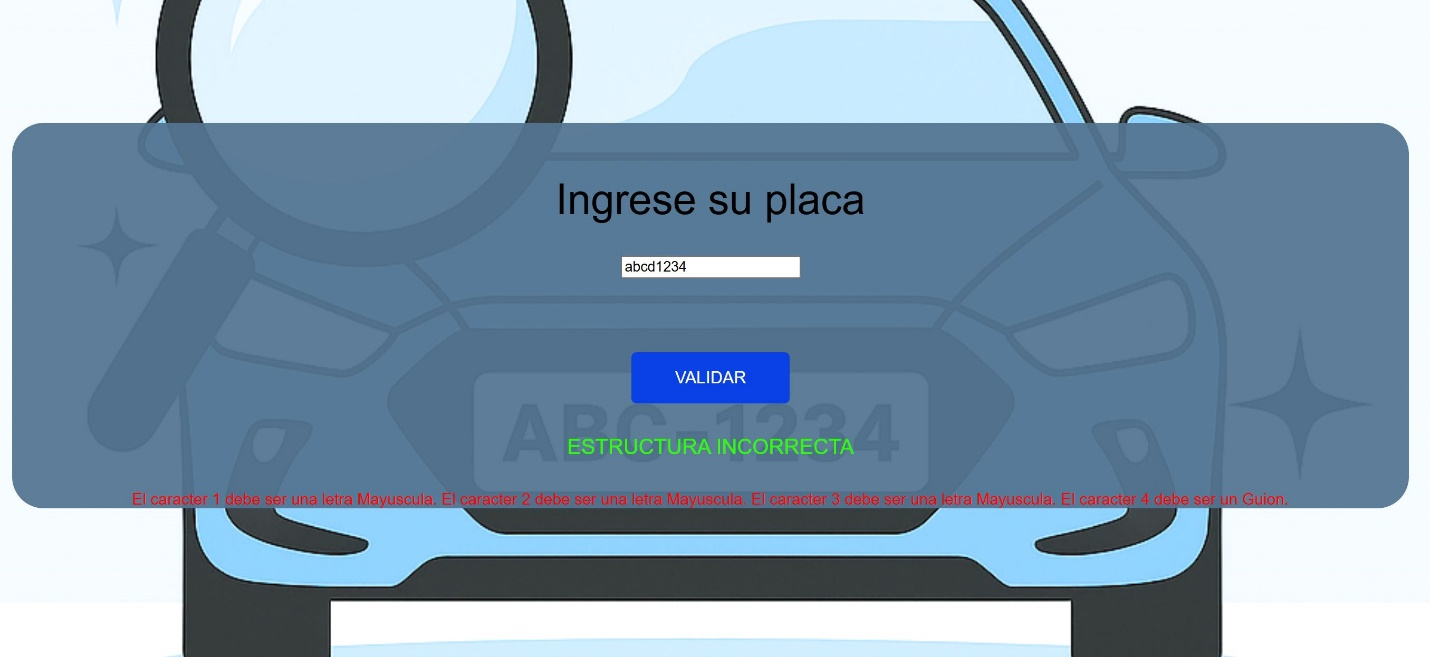 Ingrese su placa
abcd1234
VALIDAR
ABC-1234
ESTRUCTURA INCORRECTA
El caracter 1 debe ser una letra Mayuscula. El caracter 2 debe ser una letra Mayuscula. El caracter 3 debe ser una letra Mayuscula. El caracter 4 debe ser un Guion.